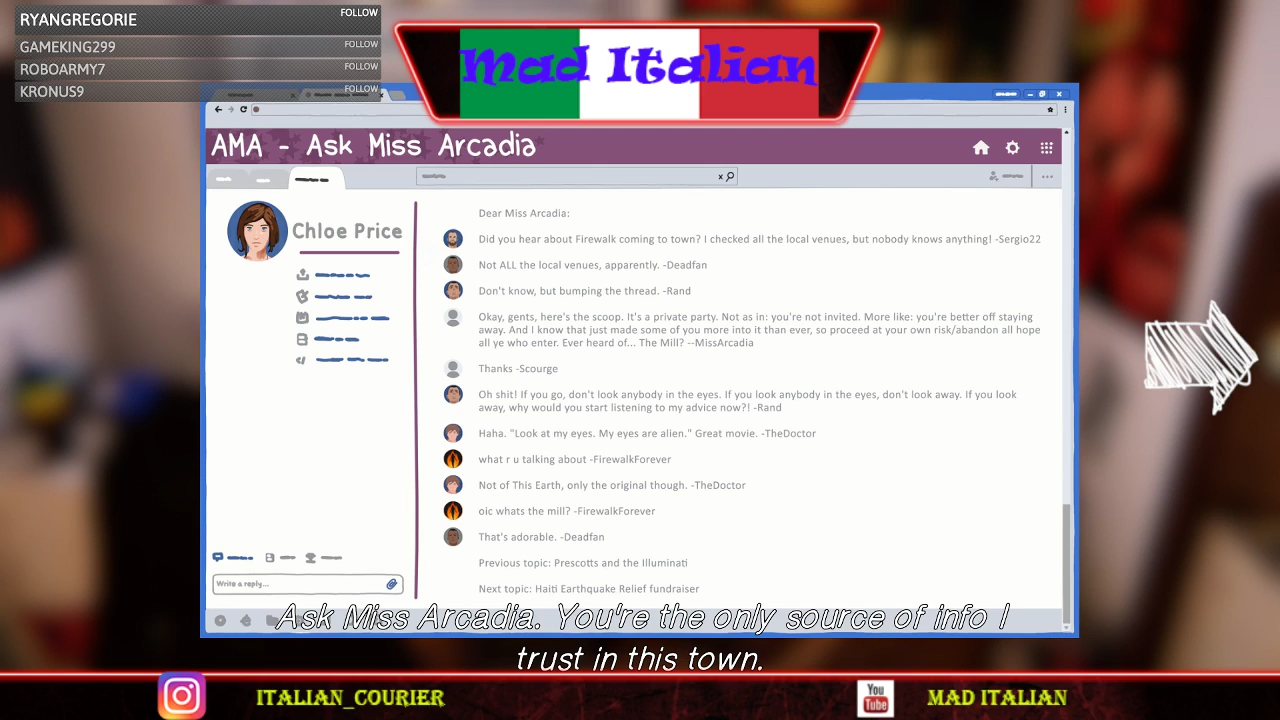 RYANGREGORIE FOLLOW
GAMEKING299 FOLLOW
ROBOARMY7 FOLLOW
KRONUS9 FOLLOW
Mad Italian
AMA - Ask Miss Arcadia
Chloe Price
Dear Miss Arcadia:
Did you hear about Firewalk coming to town? I checked all the local venues, but nobody knows anything! -Sergio22
Not ALL the local venues, apparently. -Deadfan
Don't know, but bumping the thread. -Rand
Okay, gents, here's the scoop. It's a private party. Not as in: you're not invited. More like: you're better off staying
away. And I know that just made some of you more into it than ever, so proceed at your own risk/abandon all hope
all ye who enter. Ever heard of... The Mill? --MissArcadia
Thanks -Scourge
Oh shit! If you go, don't look anybody in the eyes. If you look anybody in the eyes, don't look away. If you look
away, why would you start listening to my advice now?! -Rand
Haha. "Look at my eyes. My eyes are alien." Great movie. -TheDoctor
what r u talking about -FirewalkForever
Not of This Earth, only the original though. -TheDoctor
oic whats the mill? -FirewalkForever
That's adorable. -Deadfan
Previous topic: Prescotts and the Illuminati
Next topic: Haiti Earthquake Relief fundraiser
Write a reply...
Ask Miss Arcadia. You're the only source of info I
trust in this town.
ITALIAN_COURIER
You Tube
MAD ITALIAN